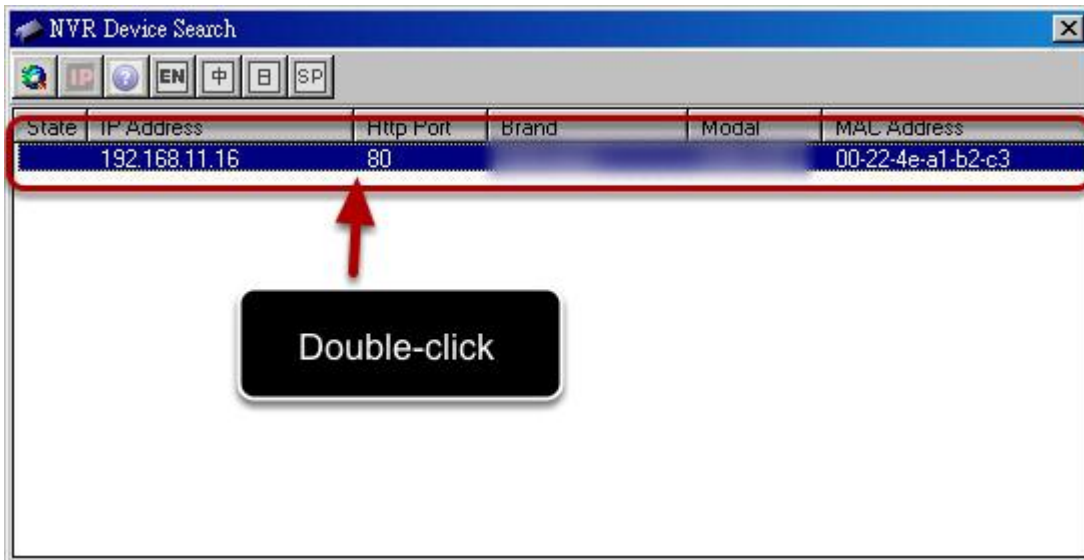 NVR Device Search
IP ? EN 中 日 SP
State IP Address Http Port Brand Modal MAC Address
192.168.11.16 80 00-22-4e-a1-b2-c3
Double-click